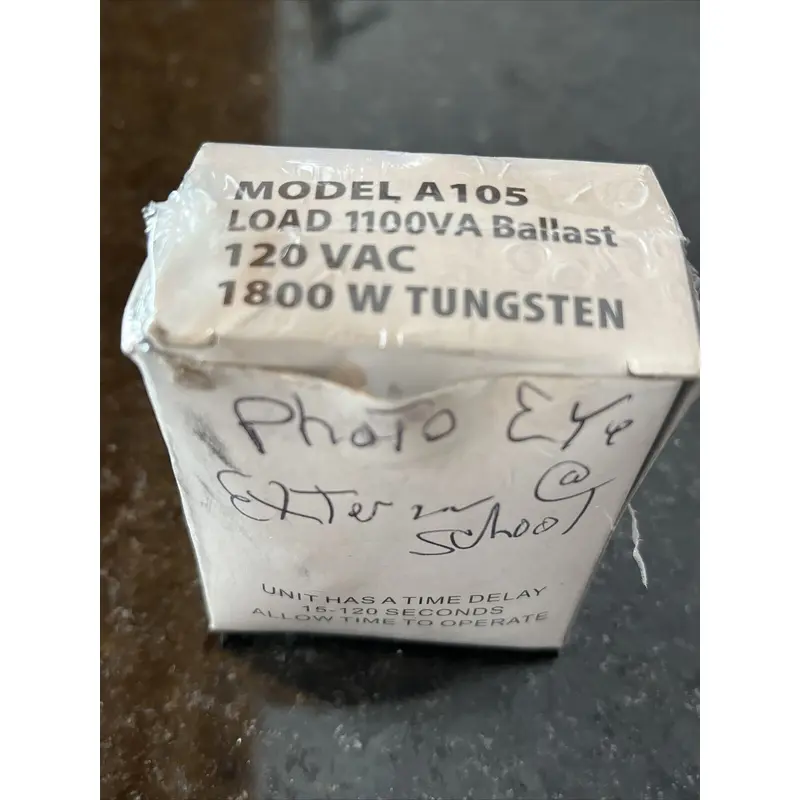 MODEL A105
LOAD 1100VA Ballast
120 VAC
1800 W TUNGSTEN
PHOTO EYE
@
SCHOOL
UNIT HAS A TIME DELAY
15-120 SECONDS
ALLOW TIME TO OPERATE